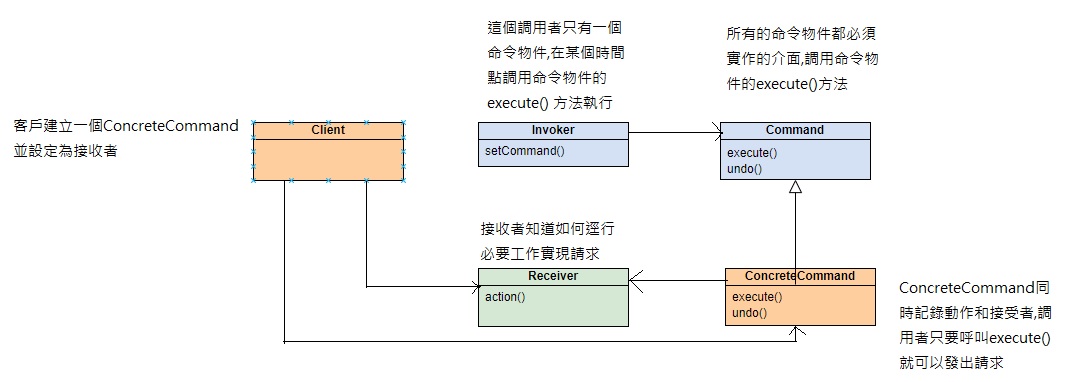 這個調用者只有一個
命令物件,在某個時間
點調用命令物件的
execute() 方法執行
所有的命令物件都必須
實作的介面,調用命令物
件的execute()方法
客戶建立一個ConcreteCommand
並設定為接收者
Client
Invoker
setCommand()
Command
execute()
undo()
接收者知道如何逕行
必要工作實現請求
Receiver
action()
ConcreteCommand
execute()
undo()
ConcreteCommand同
時記錄動作和接受者,調
用者只要呼叫execute()
就可以發出請求